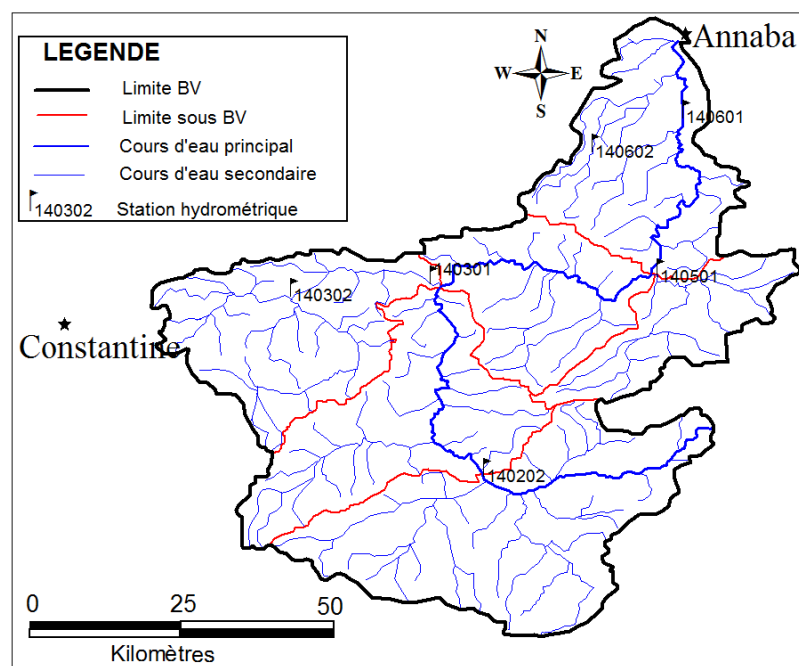 LEGENDE
Limite BV
Limite sous BV
Cours d'eau principal
Cours d'eau secondaire
140302 Station hydrométrique
N
W E
S
Annaba
140601
140602
140301
140501
140302
Constantine
140202
0 25 50
Kilomètres